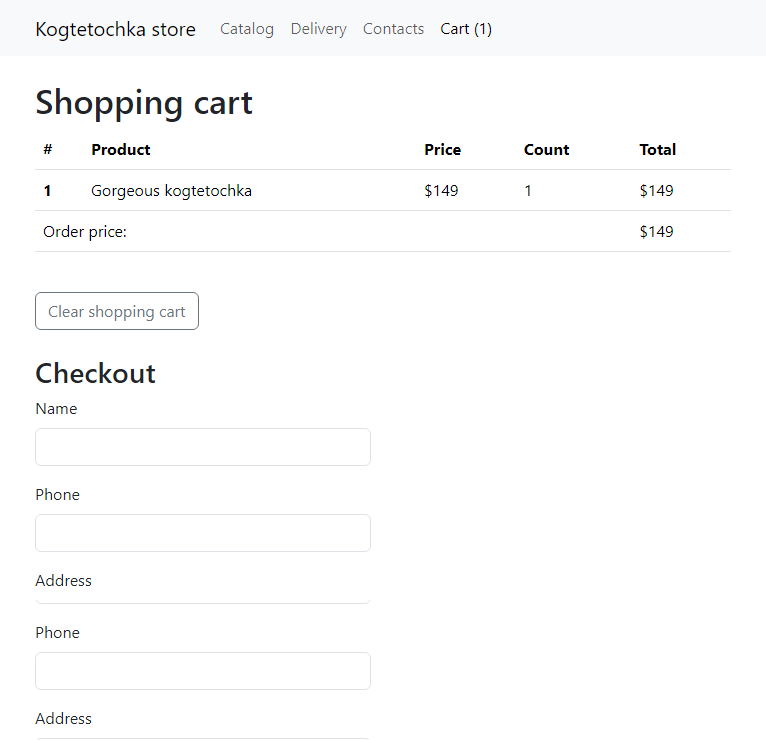 Kogtetochka store Catalog Delivery Contacts Cart (1)
Shopping cart
# Product Price Count Total
1 Gorgeous kogtetochka $149 1 $149
Order price: $149
Clear shopping cart
Checkout
Name
Phone
Address
Phone
Address